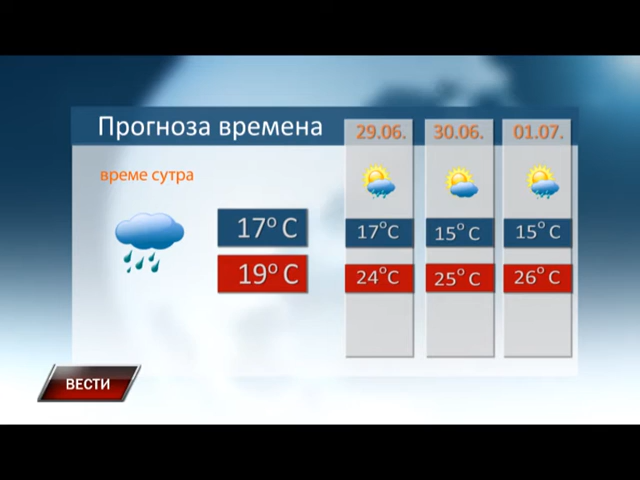 Прогноза времена
време сутра
17° C
19° C
29.06.
17°C
24°C
30.06.
15°C
25°C
01.07.
15°C
26°C
ВЕСТИ